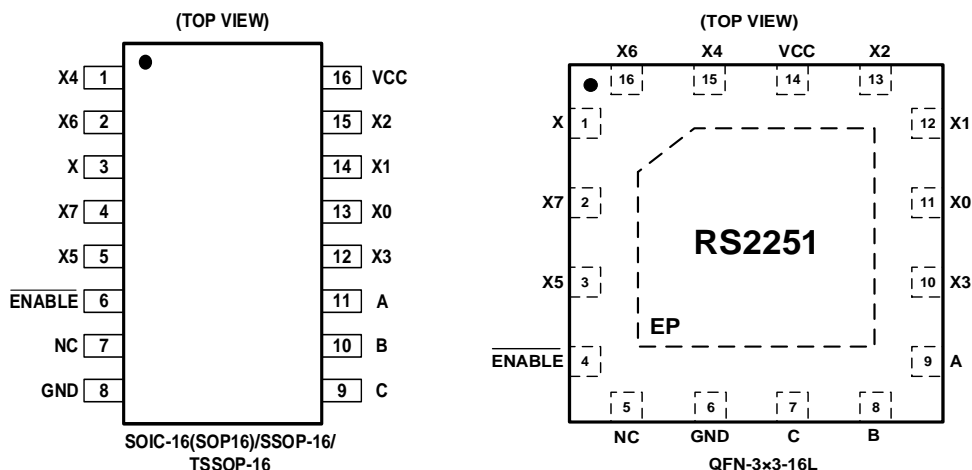 (TOP VIEW)
X4 1
16 VCC
X6 2
15 X2
X 3
14 X1
X7 4
13 X0
X5 5
12 X3
ENABLE 6
11 A
NC 7
10 B
GND 8
9 C
SOIC-16(SOP16)/SSOP-16/
TSSOP-16
(TOP VIEW)
X6 X4 VCC X2
16 15 14 13
X 1
12 X1
X7 2
11 X0
RS2251
X5 3
10 X3
EP
ENABLE 4
9 A
5 6 7 8
NC GND C B
QFN-3×3-16L